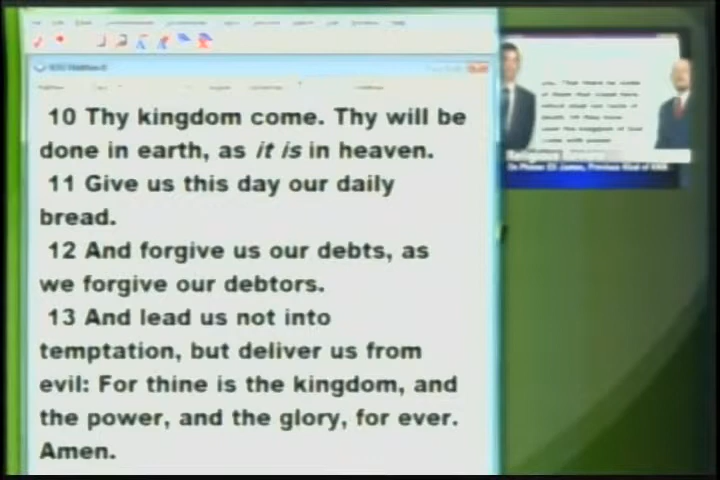 10 Thy kingdom come. Thy will be
done in earth, as it is in heaven.
11 Give us this day our daily
bread.
12 And forgive us our debts, as
we forgive our debtors.
13 And lead us not into
temptation, but deliver us from
evil: For thine is the kingdom, and
the power, and the glory, for ever.
Amen.